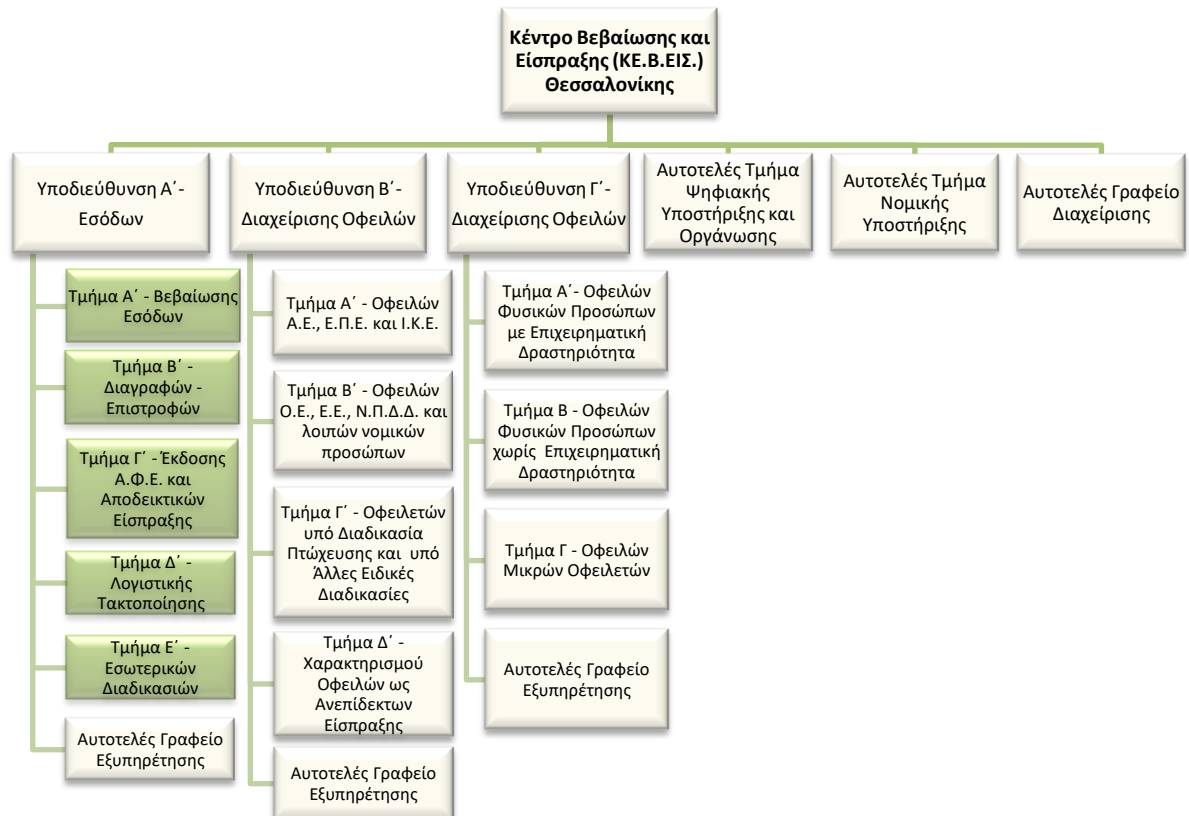 Κέντρο Βεβαίωσης και
Είσπραξης (ΚΕ.Β.ΕΙΣ.)
Θεσσαλονίκης
Υποδιεύθυνση Α΄-
Εσόδων
Υποδιεύθυνση Β΄-
Διαχείρισης Οφειλών
Υποδιεύθυνση Γ΄-
Διαχείρισης Οφειλών
Αυτοτελές Τμήμα
Ψηφιακής
Υποστήριξης και
Οργάνωσης
Αυτοτελές Τμήμα
Νομικής
Υποστήριξης
Αυτοτελές Γραφείο
Διαχείρισης
Τμήμα Α΄ - Βεβαίωσης
Εσόδων
Τμήμα Β΄ -
Διαγραφών -
Επιστροφών
Τμήμα Γ΄ - Έκδοσης
Α.Φ.Ε. και
Αποδεικτικών
Είσπραξης
Τμήμα Δ΄ -
Λογιστικής
Τακτοποίησης
Τμήμα Ε΄ -
Εσωτερικών
Διαδικασιών
Αυτοτελές Γραφείο
Εξυπηρέτησης
Τμήμα Α΄ - Οφειλών
Α.Ε., Ε.Π.Ε. και Ι.Κ.Ε.
Τμήμα Β΄ - Οφειλών
Ο.Ε., Ε.Ε., Ν.Π.Δ.Δ. και
λοιπών νομικών
προσώπων
Τμήμα Γ΄ - Οφειλετών
υπό Διαδικασία
Πτώχευσης και υπό
Άλλες Ειδικές
Διαδικασίες
Τμήμα Δ΄ -
Χαρακτηρισμού
Οφειλών ως
Ανεπίδεκτων
Είσπραξης
Αυτοτελές Γραφείο
Εξυπηρέτησης
Τμήμα Α΄- Οφειλών
Φυσικών Προσώπων
με Επιχειρηματική
Δραστηριότητα
Τμήμα Β - Οφειλών
Φυσικών Προσώπων
χωρίς Επιχειρηματική
Δραστηριότητα
Τμήμα Γ - Οφειλών
Μικρών Οφειλετών
Αυτοτελές Γραφείο
Εξυπηρέτησης